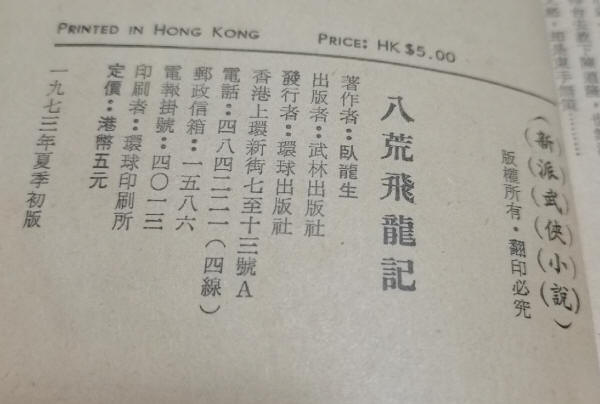 PRINTED IN HONG KONG
PRICE: HK $5.00
(新)(派)(武)(俠)(小)(說)
版權所有·翻印必究
八荒飛龍記
著作者：臥龍生
出版者：武林出版社
發行者：環球出版社
香港上環新街七至十三號A
電話：四八四二二二一（四線）
郵政信箱：一五八六
電報掛號：四〇一三
印刷者：環球印刷所
定價：港幣五元
一九七三年夏季初版